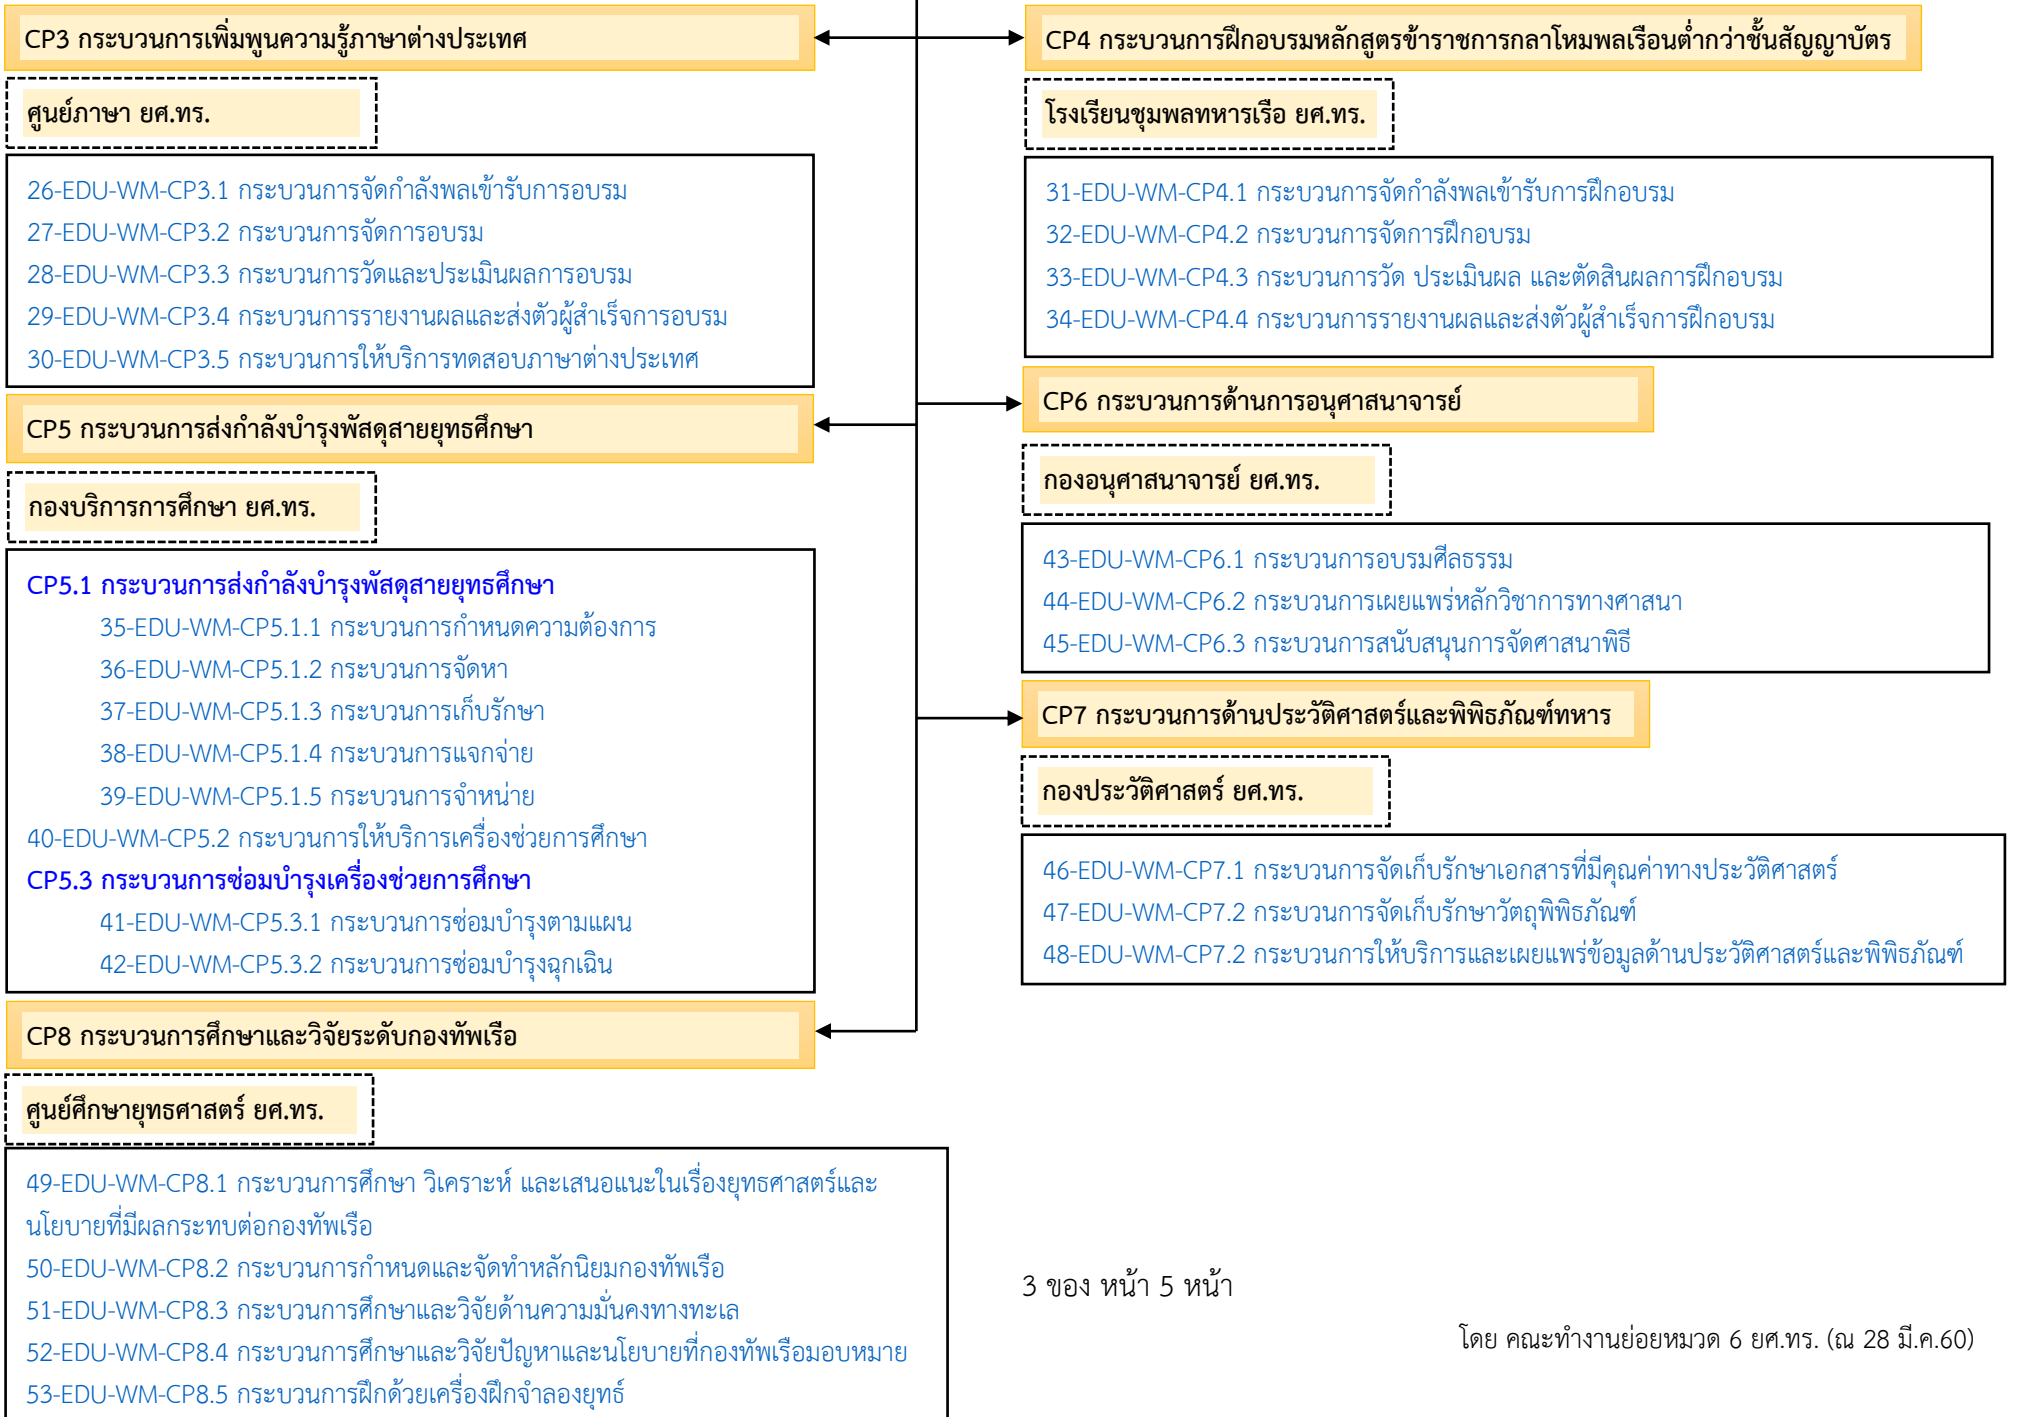 CP3 กระบวนการเพิ่มพูนความรู้ภาษาต่างประเทศ
ศูนย์ภาษา ยศ.ทร.
26-EDU-WM-CP3.1 กระบวนการจัดกำลังพลเข้ารับการอบรม
27-EDU-WM-CP3.2 กระบวนการจัดการอบรม
28-EDU-WM-CP3.3 กระบวนการวัดและประเมินผลการอบรม
29-EDU-WM-CP3.4 กระบวนการรายงานผลและส่งตัวผู้สำเร็จการอบรม
30-EDU-WM-CP3.5 กระบวนการให้บริการทดสอบภาษาต่างประเทศ
CP4 กระบวนการฝึกอบรมหลักสูตรข้าราชการกลาโหมพลเรือนต่ำกว่าชั้นสัญญาบัตร
โรงเรียนชุมพลทหารเรือ ยศ.ทร.
31-EDU-WM-CP4.1 กระบวนการจัดกำลังพลเข้ารับการฝึกอบรม
32-EDU-WM-CP4.2 กระบวนการจัดการฝึกอบรม
33-EDU-WM-CP4.3 กระบวนการวัด ประเมินผล และตัดสินผลการฝึกอบรม
34-EDU-WM-CP4.4 กระบวนการรายงานผลและส่งตัวผู้สำเร็จการฝึกอบรม
CP5 กระบวนการส่งกำลังบำรุงพัสดุสายยุทธศึกษา
กองบริการการศึกษา ยศ.ทร.
CP5.1 กระบวนการส่งกำลังบำรุงพัสดุสายยุทธศึกษา
35-EDU-WM-CP5.1.1 กระบวนการกำหนดความต้องการ
36-EDU-WM-CP5.1.2 กระบวนการจัดหา
37-EDU-WM-CP5.1.3 กระบวนการเก็บรักษา
38-EDU-WM-CP5.1.4 กระบวนการแจกจ่าย
39-EDU-WM-CP5.1.5 กระบวนการจำหน่าย
40-EDU-WM-CP5.2 กระบวนการให้บริการเครื่องช่วยการศึกษา
CP5.3 กระบวนการซ่อมบำรุงเครื่องช่วยการศึกษา
41-EDU-WM-CP5.3.1 กระบวนการซ่อมบำรุงตามแผน
42-EDU-WM-CP5.3.2 กระบวนการซ่อมบำรุงฉุกเฉิน
CP6 กระบวนการด้านการอนุศาสนาจารย์
กองอนุศาสนาจารย์ ยศ.ทร.
43-EDU-WM-CP6.1 กระบวนการอบรมศีลธรรม
44-EDU-WM-CP6.2 กระบวนการเผยแพร่หลักวิชาการทางศาสนา
45-EDU-WM-CP6.3 กระบวนการสนับสนุนการจัดศาสนาพิธี
CP7 กระบวนการด้านประวัติศาสตร์และพิพิธภัณฑ์ทหาร
กองประวัติศาสตร์ ยศ.ทร.
46-EDU-WM-CP7.1 กระบวนการจัดเก็บรักษาเอกสารที่มีคุณค่าทางประวัติศาสตร์
47-EDU-WM-CP7.2 กระบวนการจัดเก็บรักษาวัตถุพิพิธภัณฑ์
48-EDU-WM-CP7.2 กระบวนการให้บริการและเผยแพร่ข้อมูลด้านประวัติศาสตร์และพิพิธภัณฑ์
CP8 กระบวนการศึกษาและวิจัยระดับกองทัพเรือ
ศูนย์ศึกษายุทธศาสตร์ ยศ.ทร.
49-EDU-WM-CP8.1 กระบวนการศึกษา วิเคราะห์ และเสนอแนะในเรื่องยุทธศาสตร์และ
นโยบายที่มีผลกระทบต่อกองทัพเรือ
50-EDU-WM-CP8.2 กระบวนการกำหนดและจัดทำหลักนิยมกองทัพเรือ
51-EDU-WM-CP8.3 กระบวนการศึกษาและวิจัยด้านความมั่นคงทางทะเล
52-EDU-WM-CP8.4 กระบวนการศึกษาและวิจัยปัญหาและนโยบายที่กองทัพเรือมอบหมาย
53-EDU-WM-CP8.5 กระบวนการฝึกด้วยเครื่องฝึกจำลองยุทธ์
3 ของ หน้า 5 หน้า
โดย คณะทำงานย่อยหมวด 6 ยศ.ทร. (ณ 28 มี.ค.60)